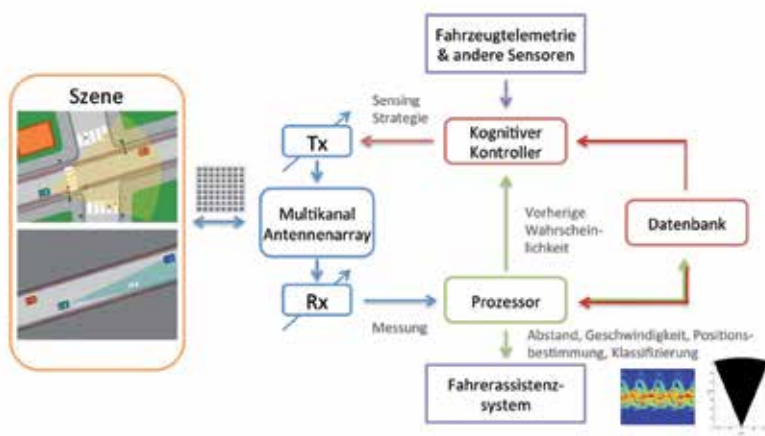 Fahrzeugtelemetrie
& andere Sensoren
Szene
Sensing
Strategie
Tx
Kognitiver
Kontroller
Multikanal
Antennenarray
Vorherige
Wahrschein-
lichkeit
Datenbank
Rx
Prozessor
Messung
Abstand, Geschwindigkeit, Positions-
bestimmung, Klassifizierung
Fahrerassistenz-
system